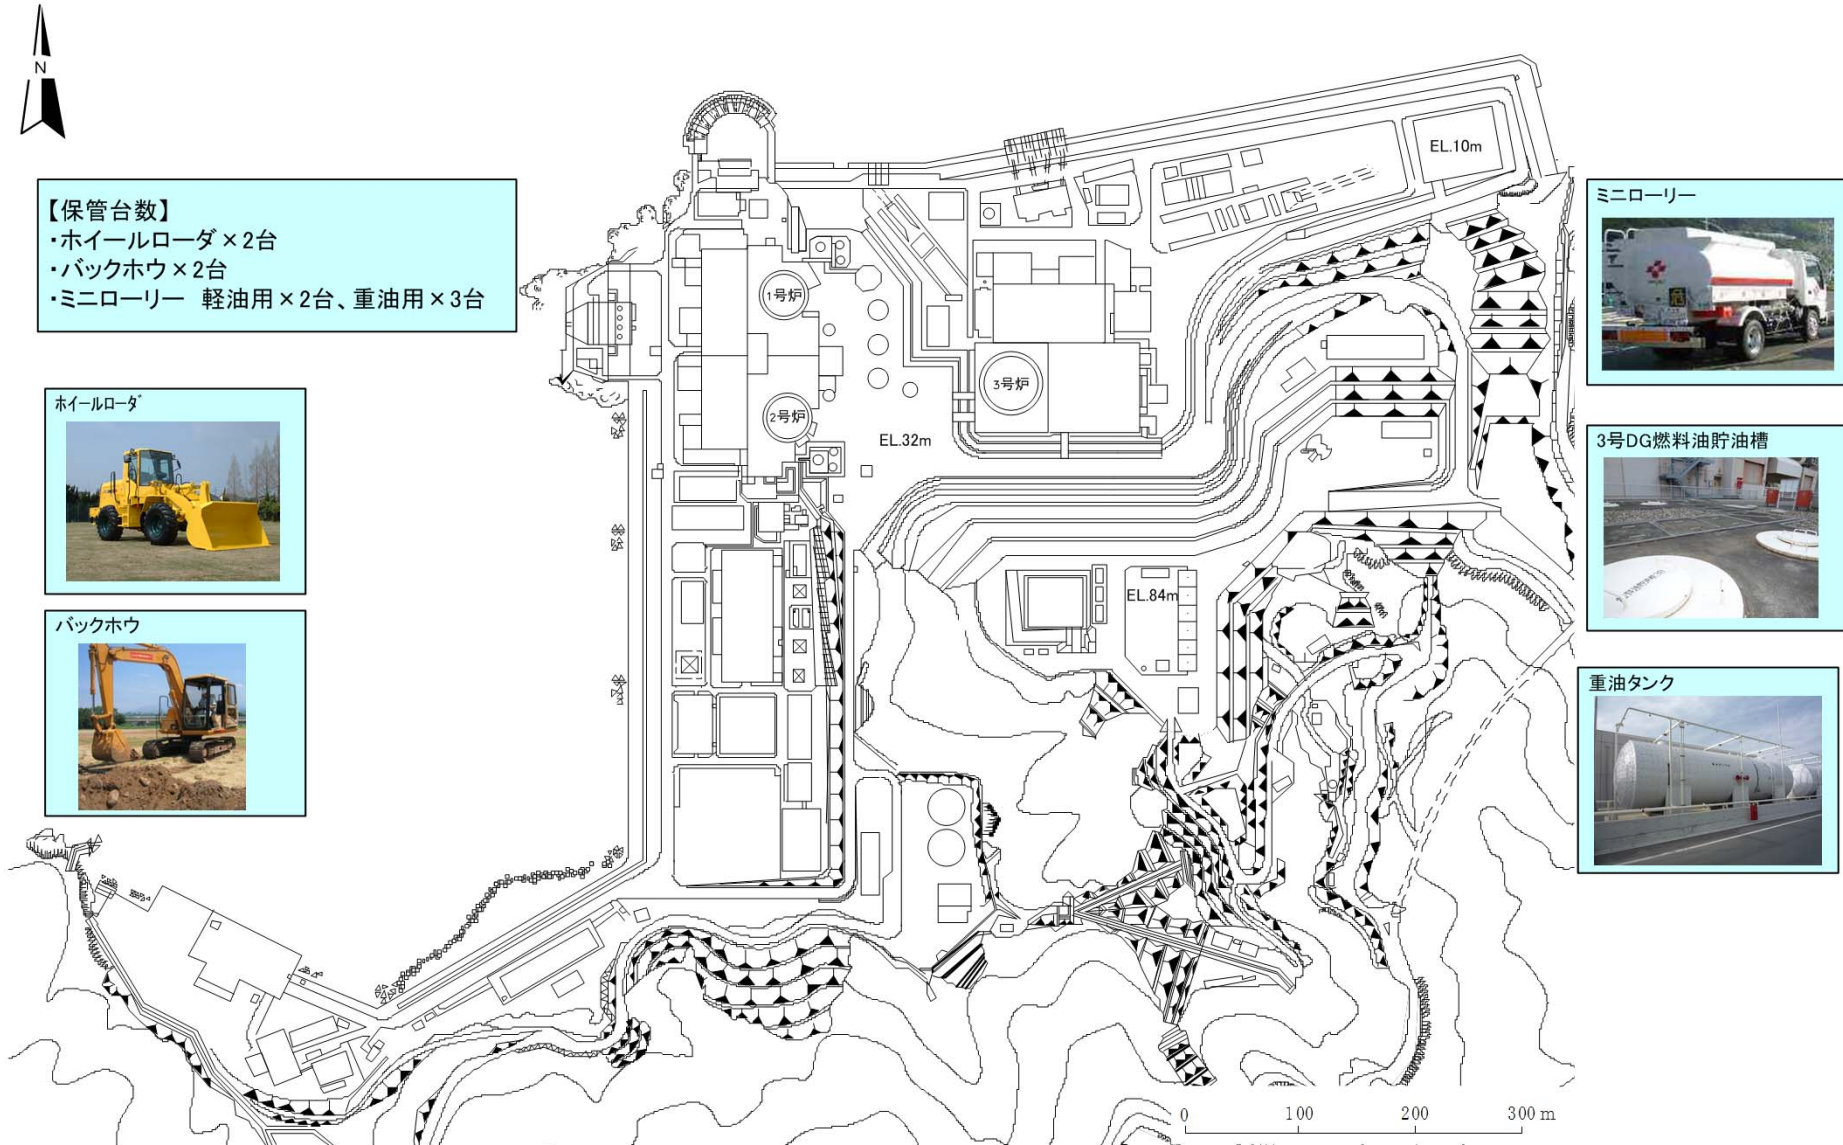 N
【保管台数】
・ホイールローダ×2台
・バックホウ×2台
・ミニローリー 軽油用×2台、重油用×3台
ホイールローダ
バックホウ
1号炉
2号炉
3号炉
EL.10m
EL.32m
EL.84m
ミニローリー
3号DG燃料油貯油槽
重油タンク
0 100 200 300 m